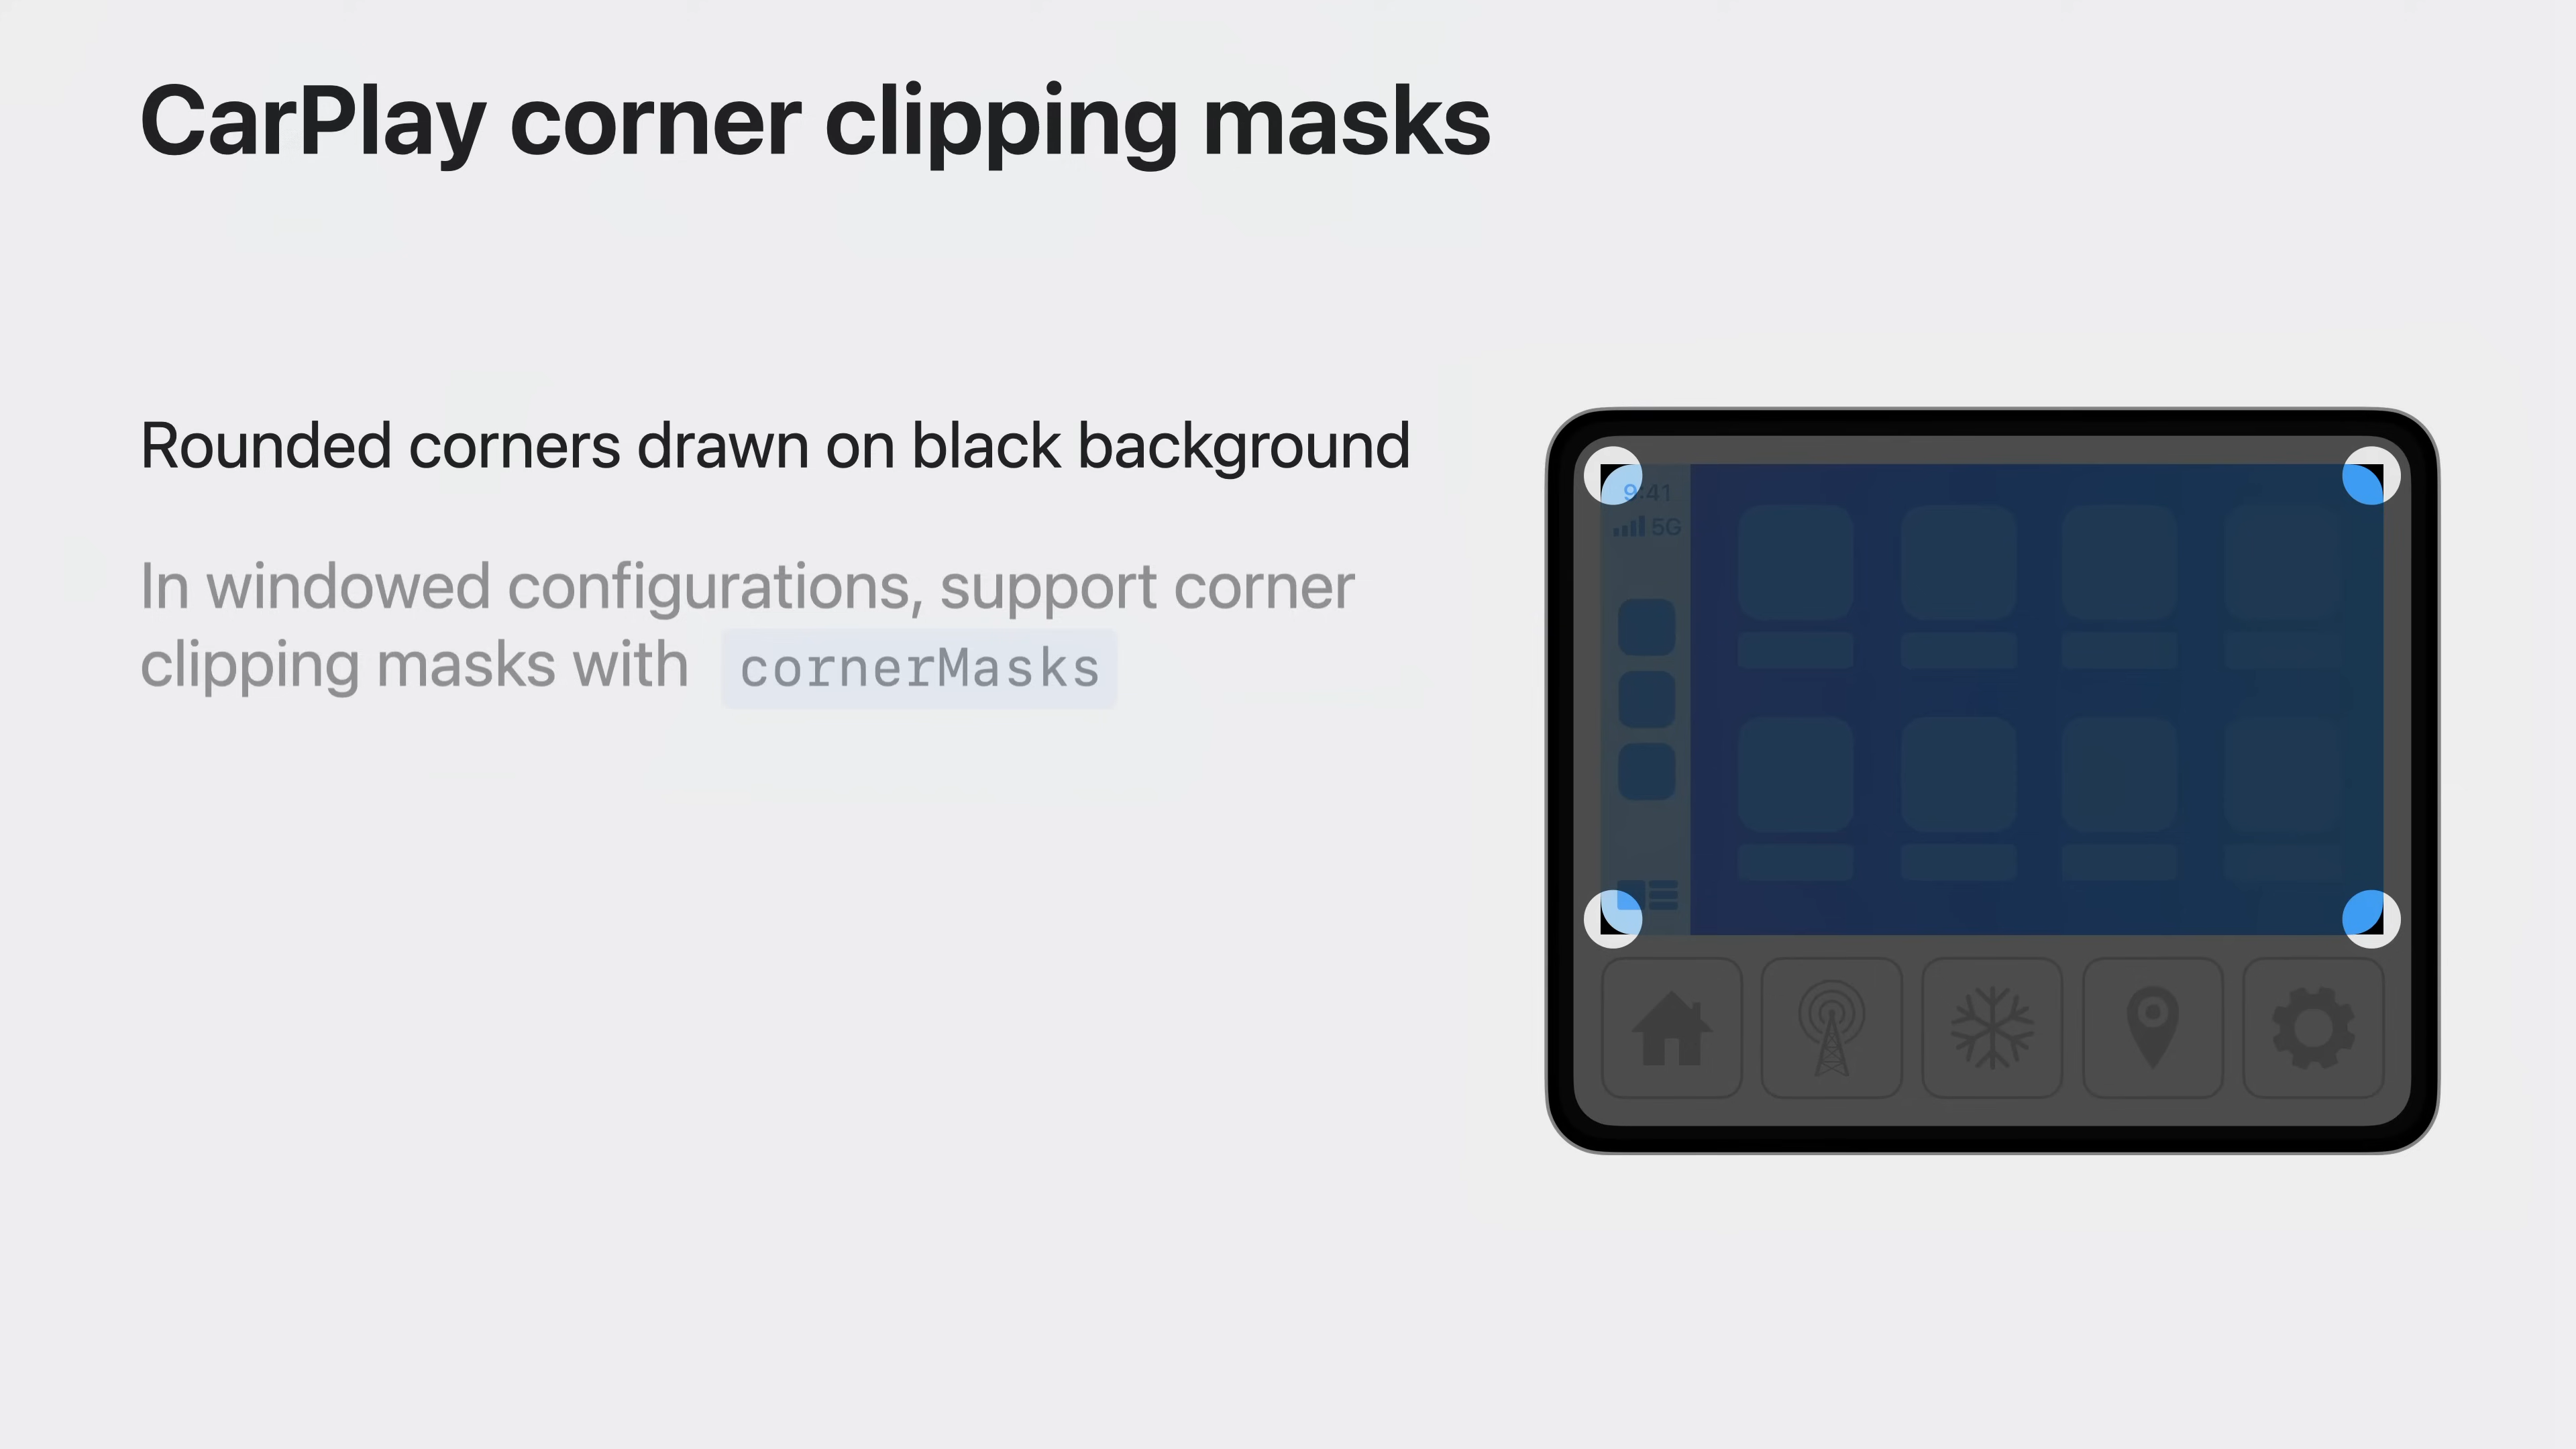 CarPlay corner clipping masks
Rounded corners drawn on black background
In windowed configurations, support corner
clipping masks with cornerMasks
9:41
5G